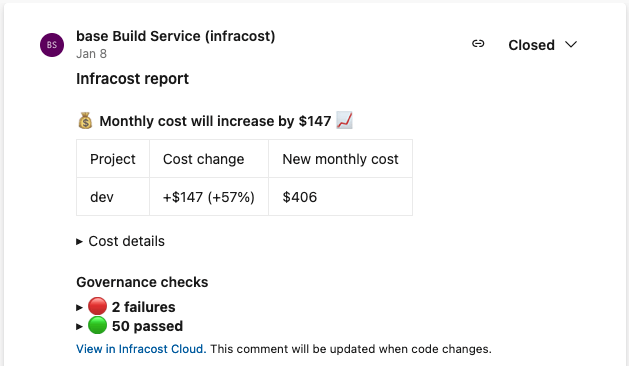 BS
base Build Service (infracost)
Jan 8
Closed
Infracost report
💰 Monthly cost will increase by $147 📈
Project Cost change New monthly cost
dev +$147 (+57%) $406
▸ Cost details
Governance checks
▸ 🔴 2 failures
▸ 🟢 50 passed
View in Infracost Cloud. This comment will be updated when code changes.